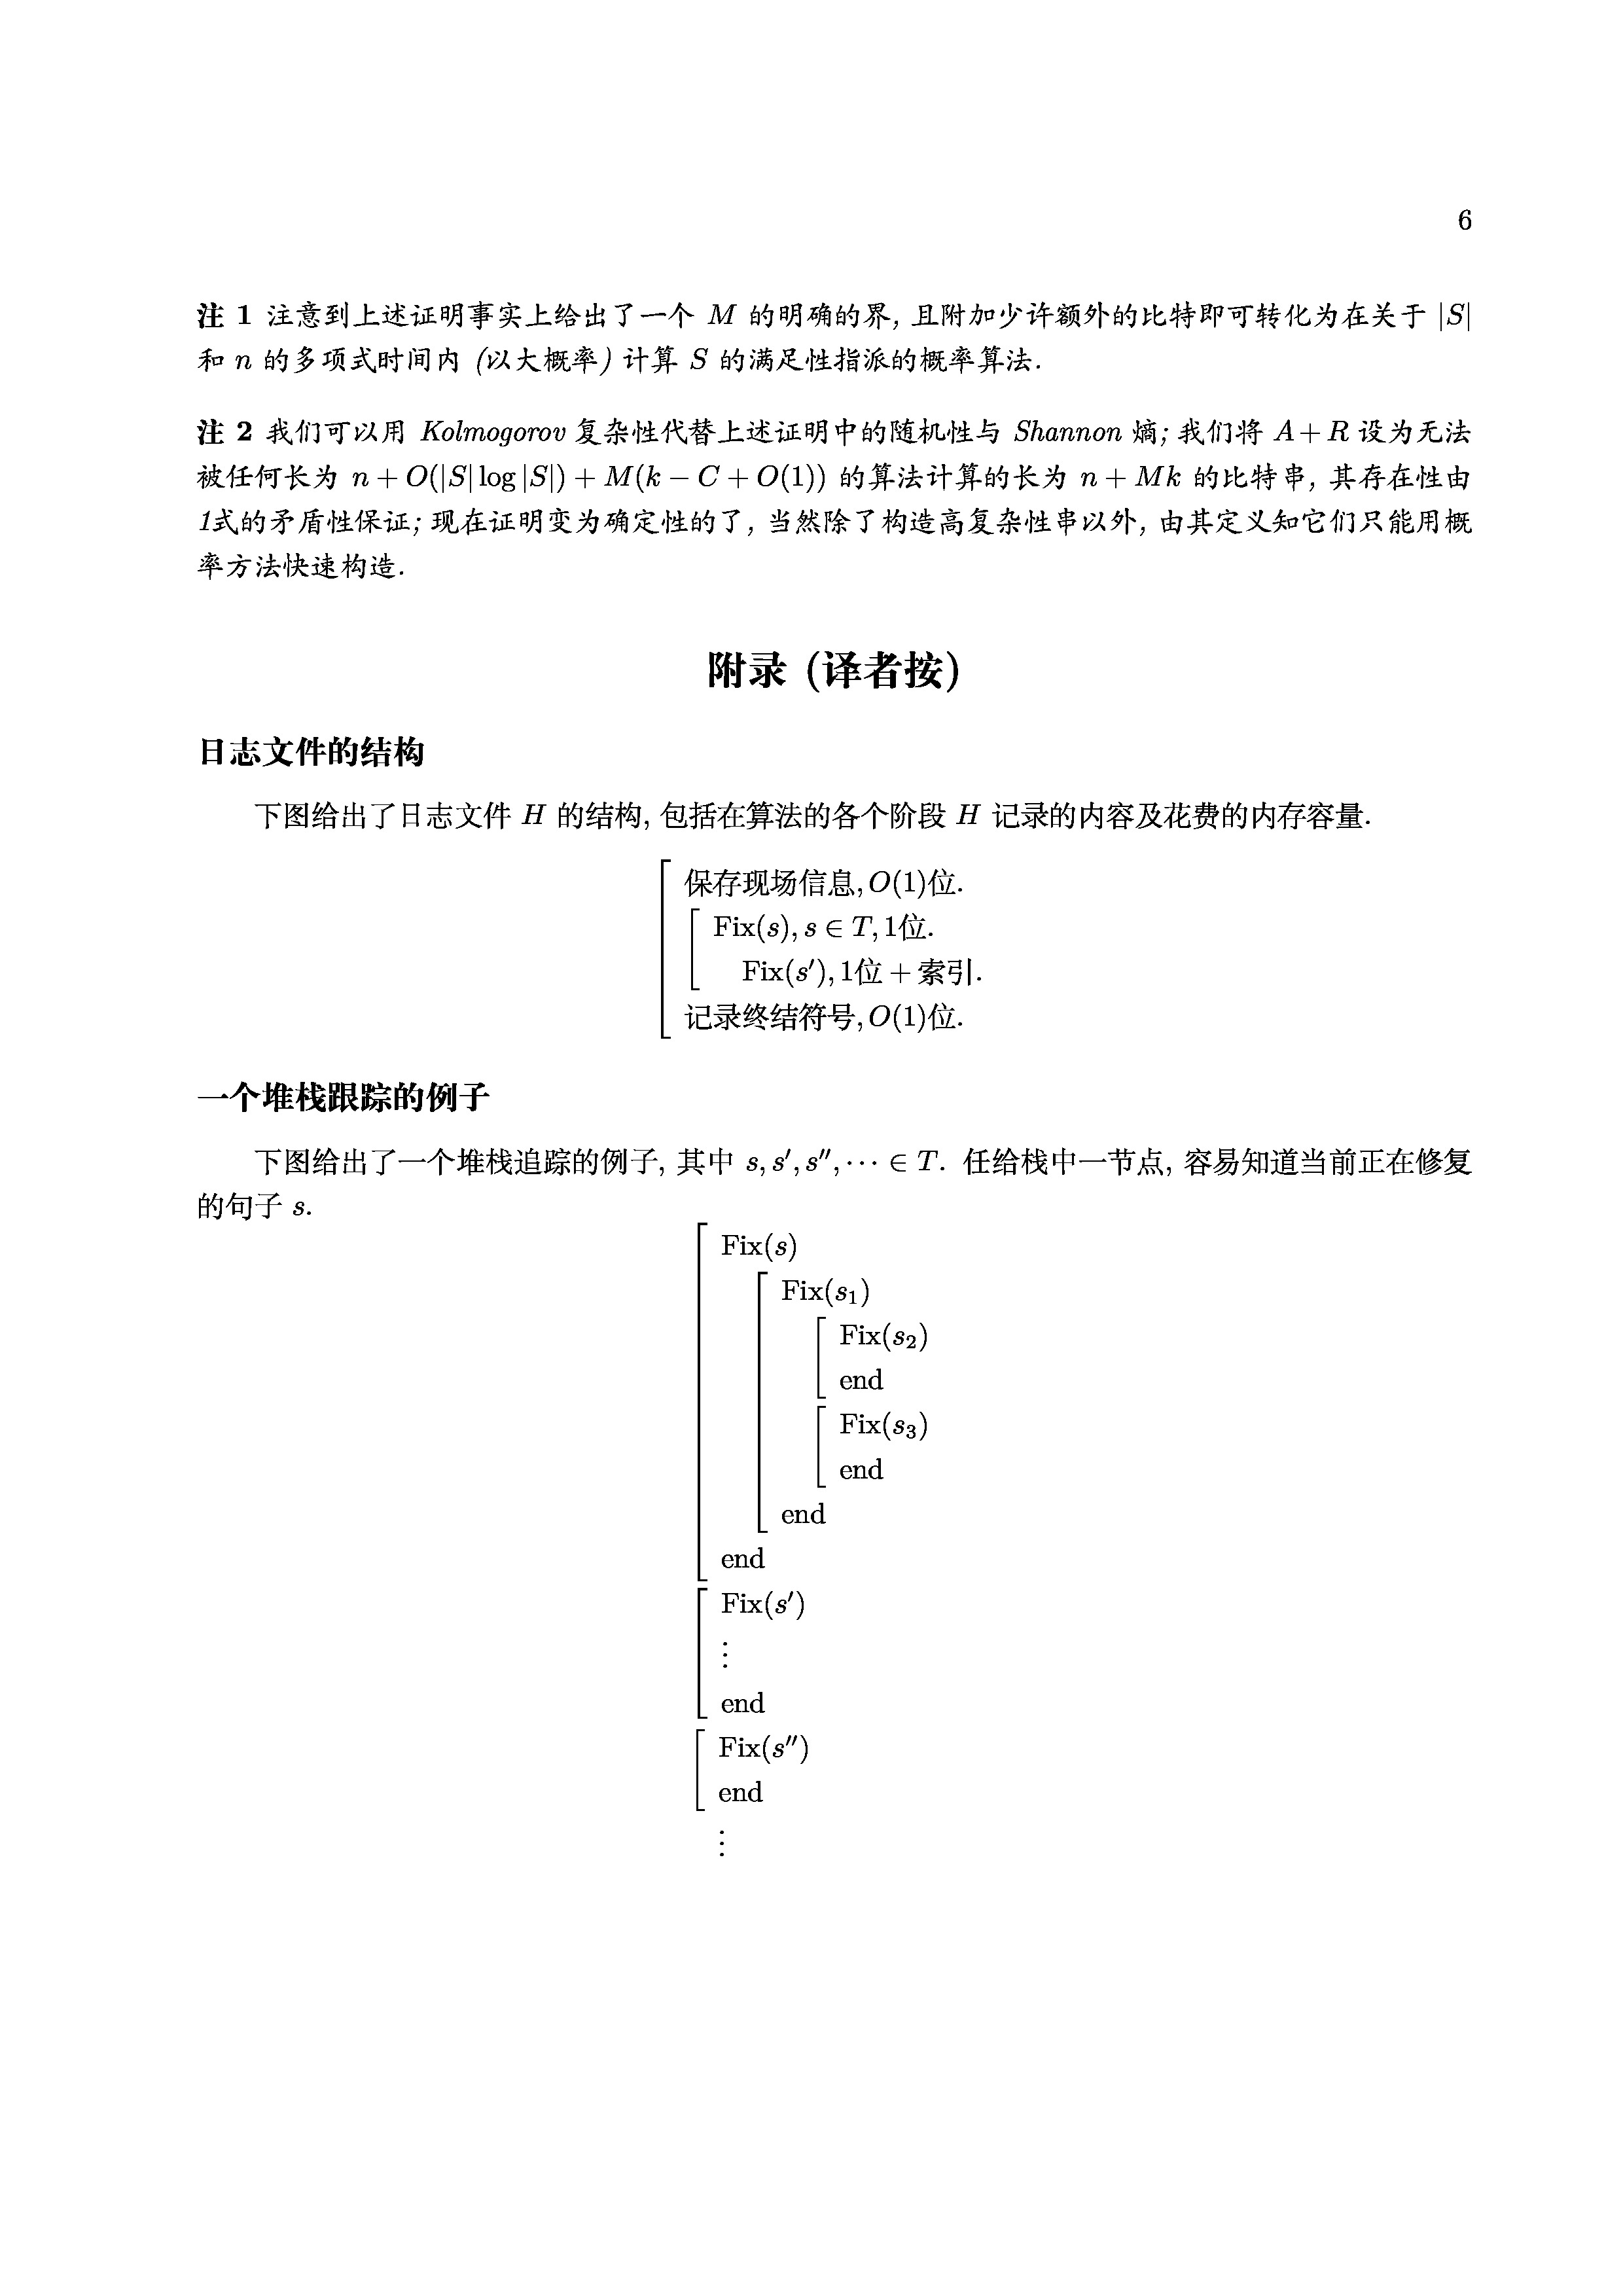 6
注 1 注意到上述证明事实上给出了一个 M 的明确的界, 且附加少许额外的比特即可转化为在关于 |S|
和 n 的多项式时间内 (以大概率) 计算 S 的满足性指派的概率算法.
注 2 我们可以用 Kolmogorov 复杂性代替上述证明中的随机性与 Shannon 熵; 我们将 A + R 设为无法
被任何长为 n + O(|S| log |S|) + M(k − C + O(1)) 的算法计算的长为 n + Mk 的比特串, 其存在性由
1式的矛盾性保证; 现在证明变为确定性的了, 当然除了构造高复杂性串以外, 由其定义知它们只能用概
率方法快速构造.
附录 (译者按)
日志文件的结构
下图给出了日志文件 H 的结构, 包括在算法的各个阶段 H 记录的内容及花费的内存容量.
保存现场信息, O(1)位.
Fix(s), s ∈ T, 1位.
Fix(s′), 1位 + 索引.
记录终结符号, O(1)位.
一个堆栈跟踪的例子
下图给出了一个堆栈追踪的例子, 其中 s, s′, s″, ⋯ ∈ T. 任给栈中一节点, 容易知道当前正在修复
的句子 s.
Fix(s)
Fix(s₁)
Fix(s₂)
end
Fix(s₃)
end
end
end
Fix(s′)
⋮
end
Fix(s″)
end
⋮